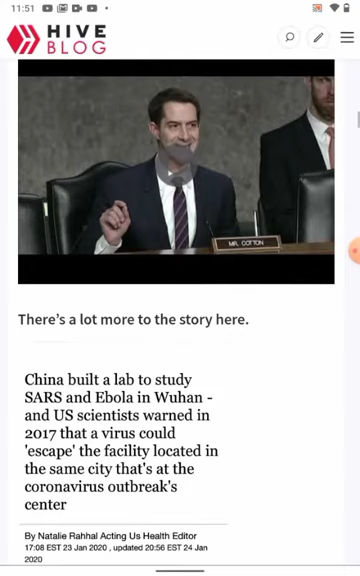 11:51
HIVE
BLOG
MR. COTTON
There's a lot more to the story here.
China built a lab to study
SARS and Ebola in Wuhan -
and US scientists warned in
2017 that a virus could
'escape' the facility located in
the same city that's at the
coronavirus outbreak's
center
By Natalie Rahhal Acting Us Health Editor
17:08 EST 23 Jan 2020 , updated 20:56 EST 24 Jan
2020